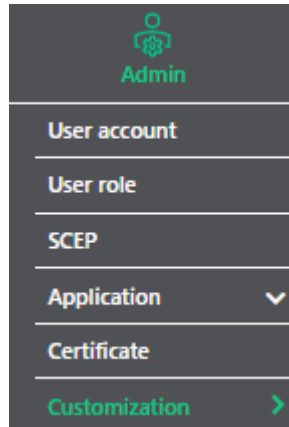 Admin
User account
User role
SCEP
Application
Certificate
Customization